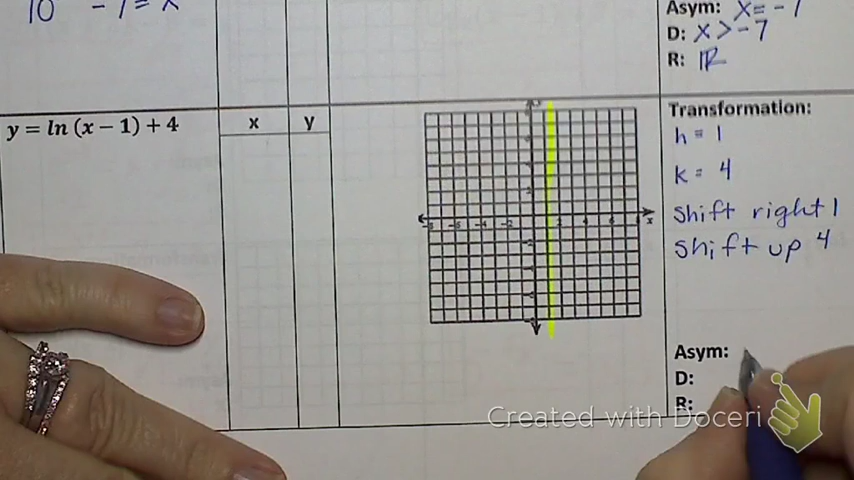 10 - 7 = x
Asym: x = -7
D: x > -7
R: ℝ
y = ln (x - 1) + 4
x
y
Transformation:
h = 1
k = 4
shift right 1
shift up 4
x
Asym:
D:
R:
Created with Doceri